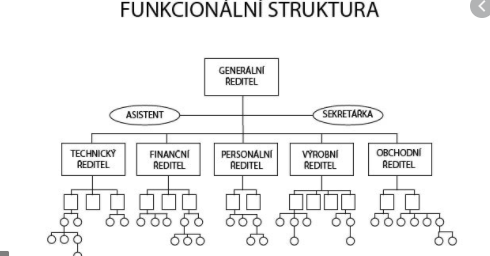 FUNKCIONÁLNÍ STRUKTURA
GENERÁLNÍ
ŘEDITEL
ASISTENT
SEKRETÁŘKA
TECHNICKÝ
ŘEDITEL
FINANČNÍ
ŘEDITEL
PERSONÁLNÍ
ŘEDITEL
VÝROBNÍ
ŘEDITEL
OBCHODNÍ
ŘEDITEL